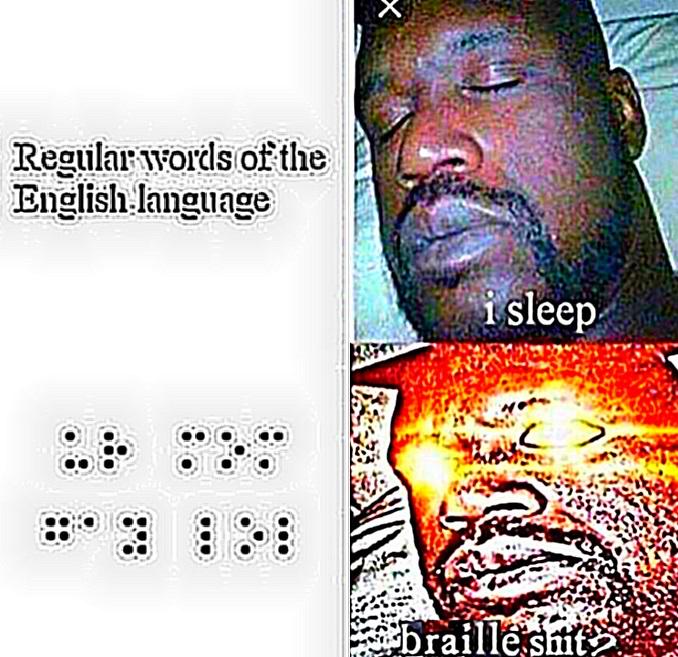 Regular words of the
English language
i sleep
⠥⠗ ⠍⠕⠍
⠛⠁⠽ ⠇⠕⠇
braille shit